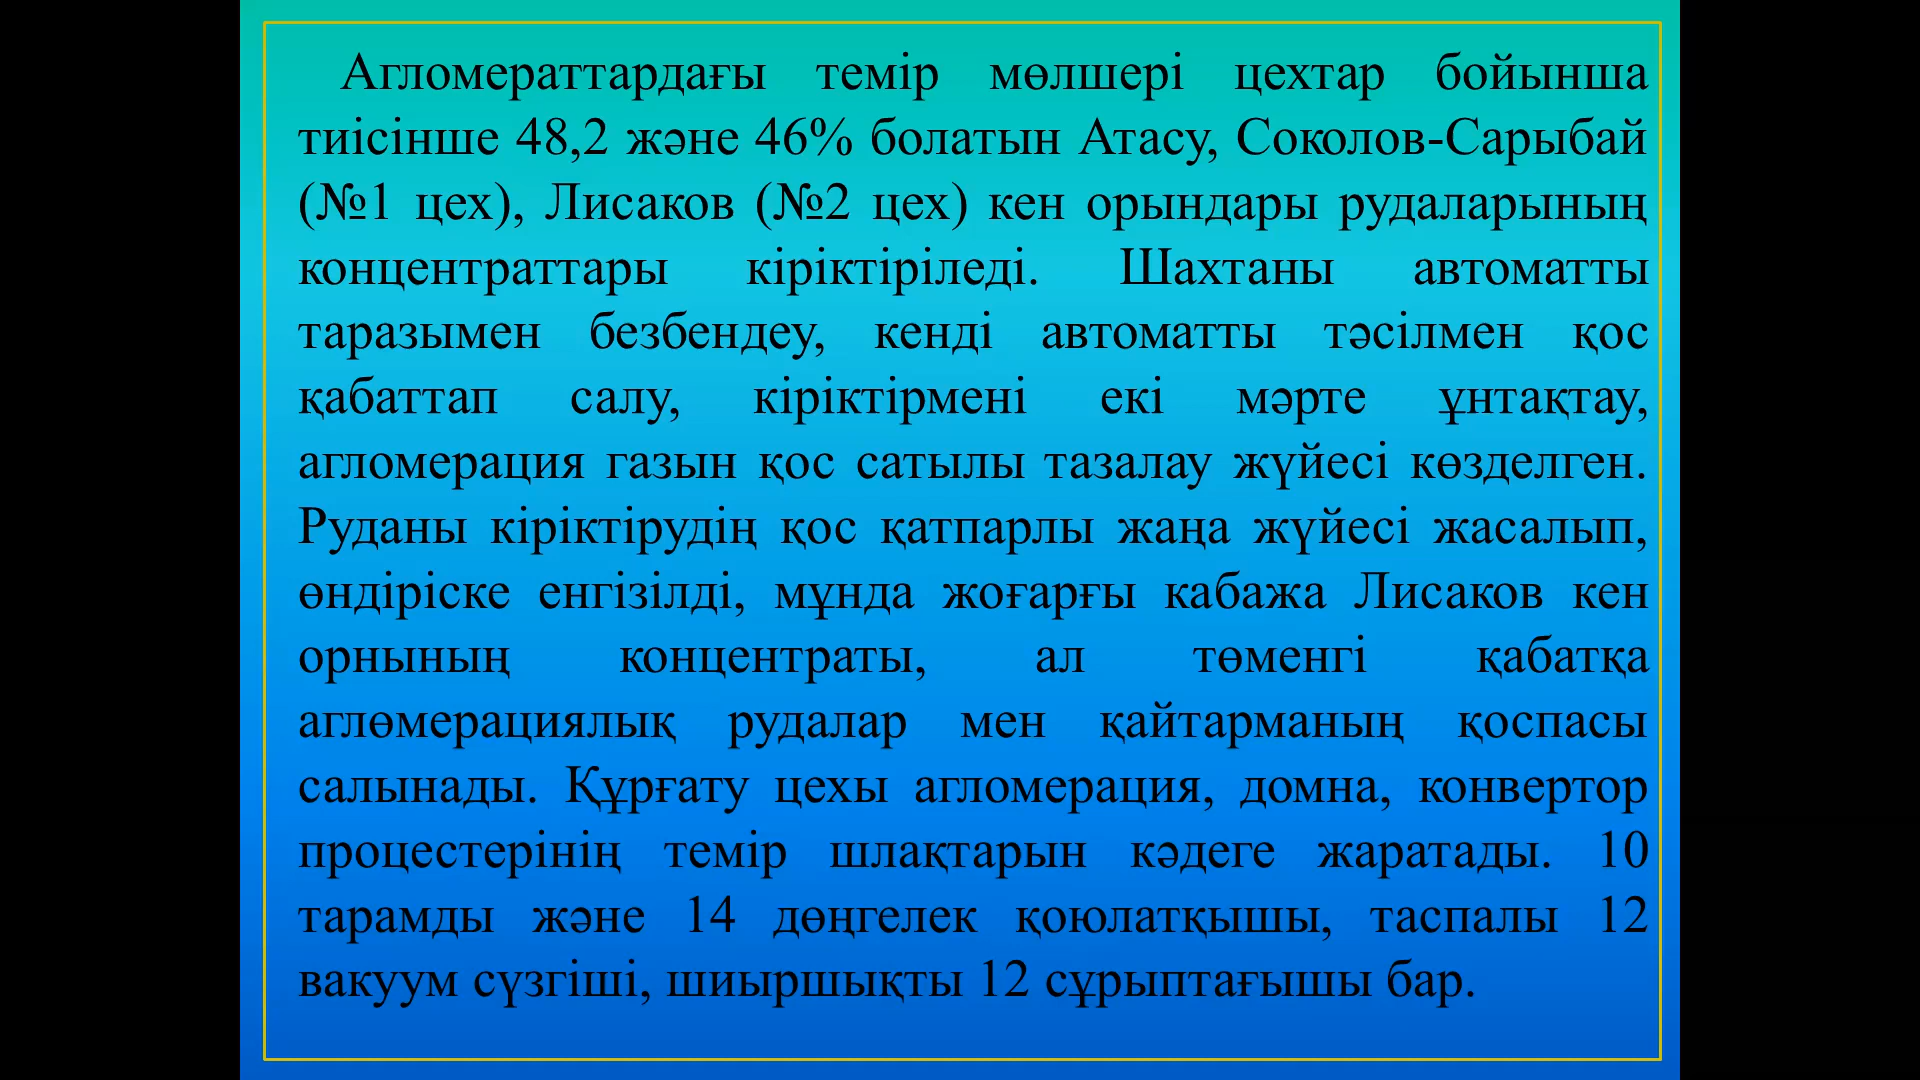 Агломераттардағы темір мөлшері цехтар бойынша
тиісінше 48,2 және 46% болатын Атасу, Соколов-Сарыбай
(№1 цех), Лисаков (№2 цех) кен орындары рудаларының
концентраттары кіріктіріледі. Шахтаны автоматты
таразымен безбендеу, кенді автоматты тәсілмен қос
қабаттап салу, кіріктірмені екі мәрте ұнтақтау,
агломерация газын қос сатылы тазалау жүйесі көзделген.
Руданы кіріктірудің қос қатпарлы жаңа жүйесі жасалып,
өндіріске енгізілді, мұнда жоғарғы кабажа Лисаков кен
орнының концентраты, ал төменгі қабатқа
аглөмерациялық рудалар мен қайтарманың қоспасы
салынады. Құрғату цехы агломерация, домна, конвертор
процестерінің темір шлақтарын кәдеге жаратады. 10
тарамды және 14 дөңгелек қоюлатқышы, таспалы 12
вакуум сүзгіші, шиыршықты 12 сұрыптағышы бар.